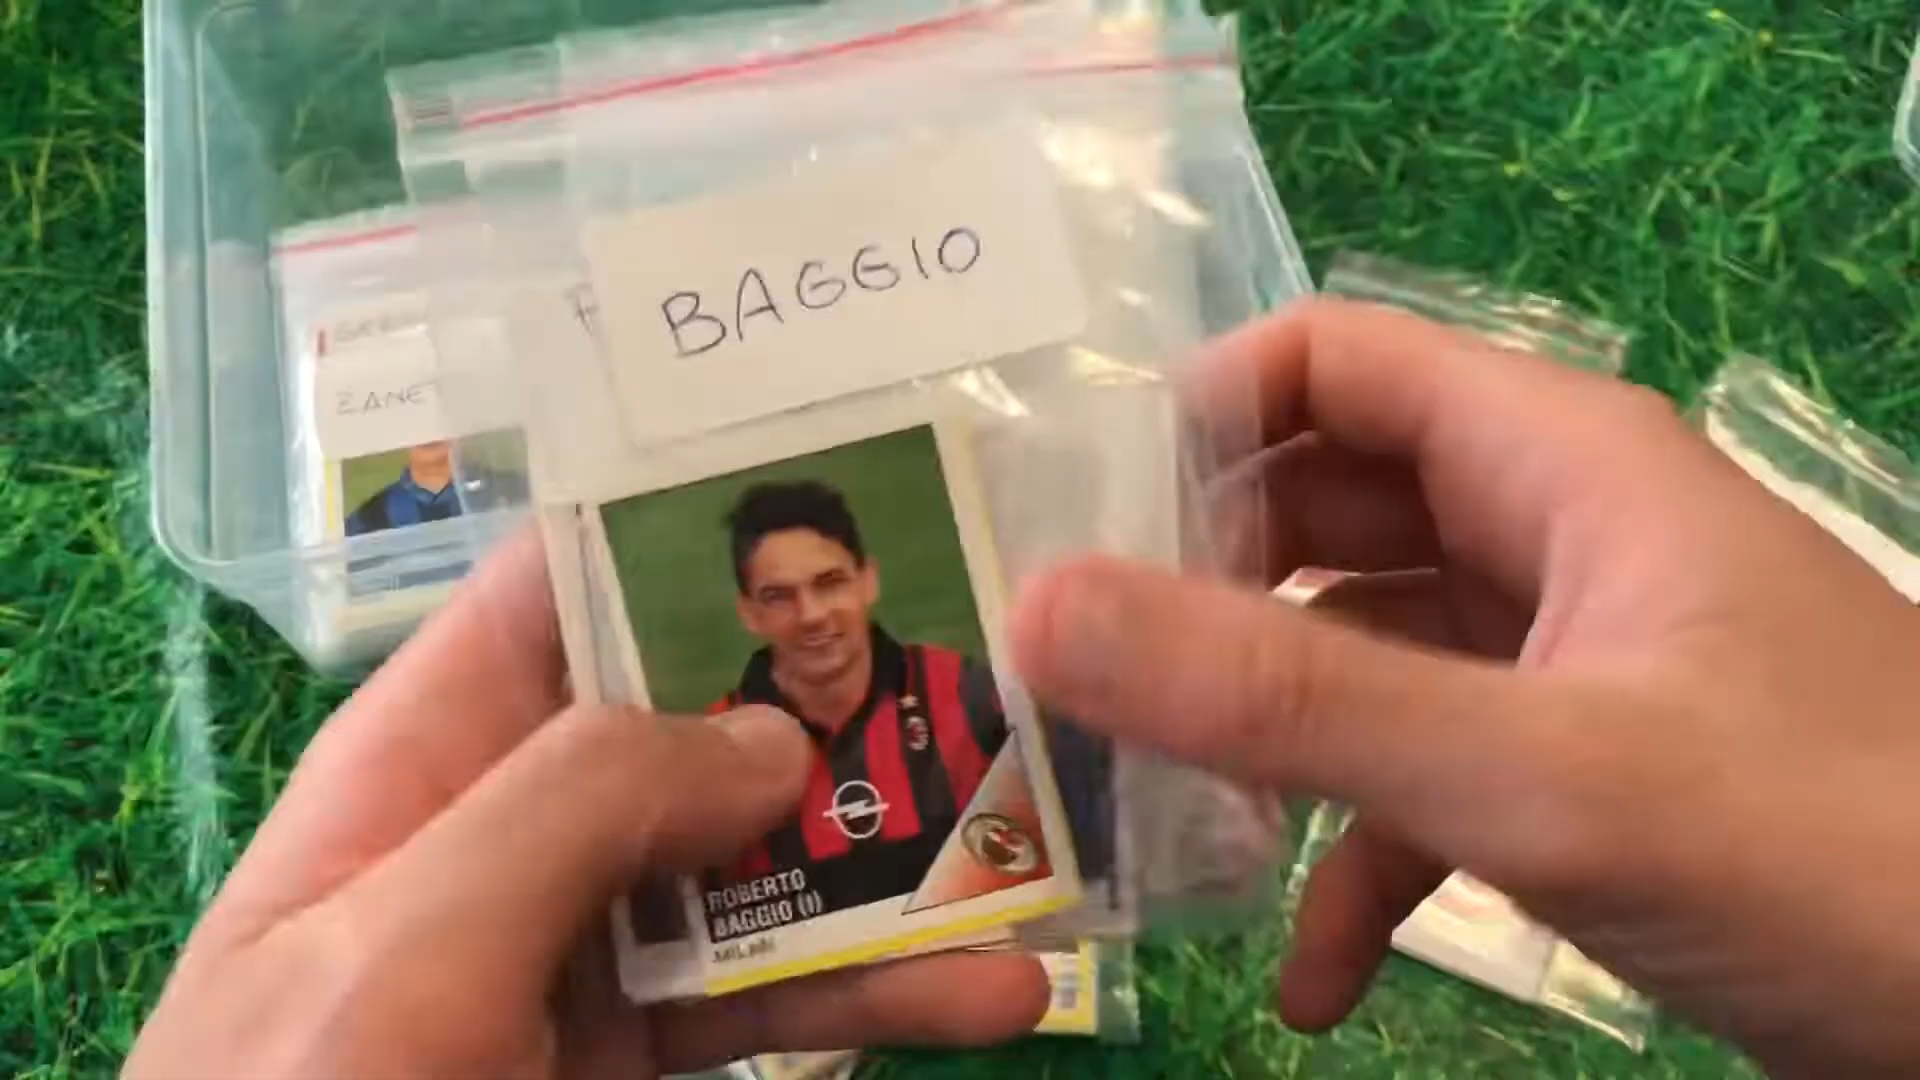 BAGGIO
ZANET
ROBERTO
BAGGIO (I)
MILAN